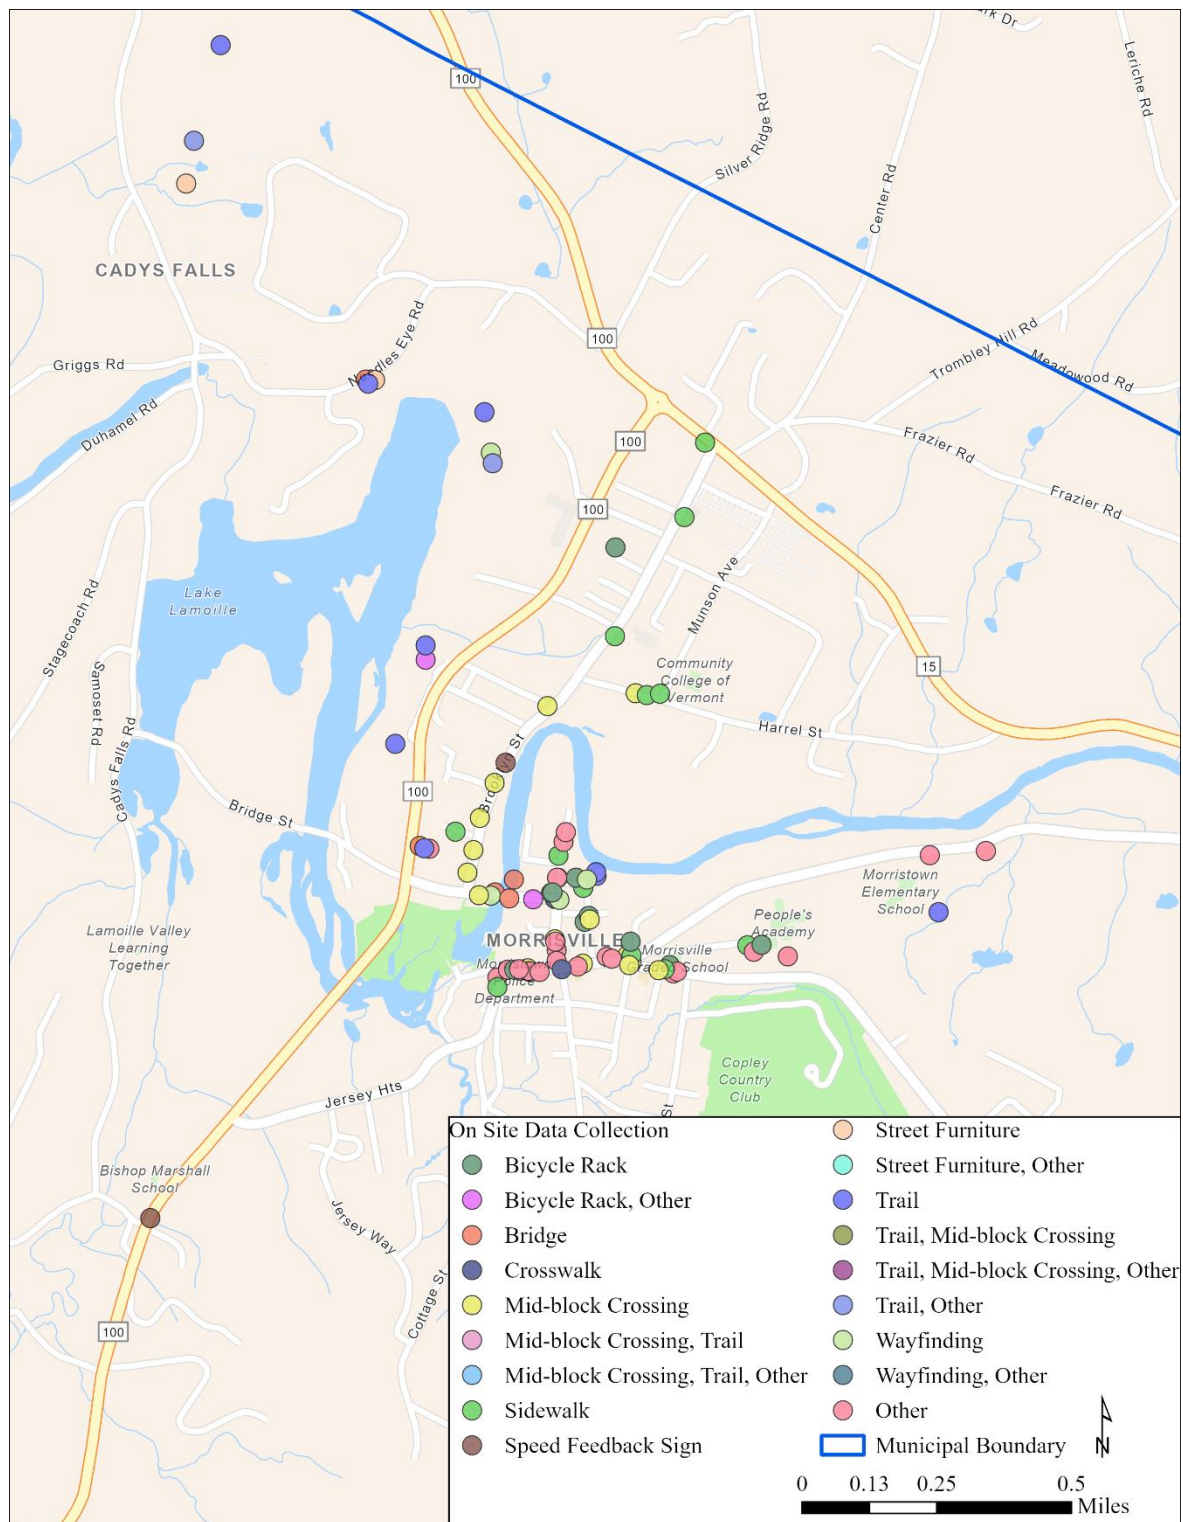 ark Dr
100
Leriche Rd
Silver Ridge Rd
Center Rd
CADYS FALLS
Needles Eye Rd
100
Trombley Hill Rd
Meadowood Rd
Griggs Rd
Duhamel Rd
100
Frazier Rd
Frazier Rd
100
Munson Ave
Lake
Lamoille
Stagecoach Rd
Samoset Rd
Cadys Falls Rd
Community
College of
Vermont
15
Harrel St
Brooklyn St
100
Bridge St
Morristown
Elementary
School
People's
Academy
Lamoille Valley
Learning
Together
MORRISVILLE
Morrisville
Graded School
Morristown
Police
Department
Copley
Country
Club
Jersey Hts
St
Bishop Marshall
School
Jersey Way
Cottage St
100
On Site Data Collection
Bicycle Rack
Bicycle Rack, Other
Bridge
Crosswalk
Mid-block Crossing
Mid-block Crossing, Trail
Mid-block Crossing, Trail, Other
Sidewalk
Speed Feedback Sign
Street Furniture
Street Furniture, Other
Trail
Trail, Mid-block Crossing
Trail, Mid-block Crossing, Other
Trail, Other
Wayfinding
Wayfinding, Other
Other
Municipal Boundary
N
0 0.13 0.25 0.5
Miles